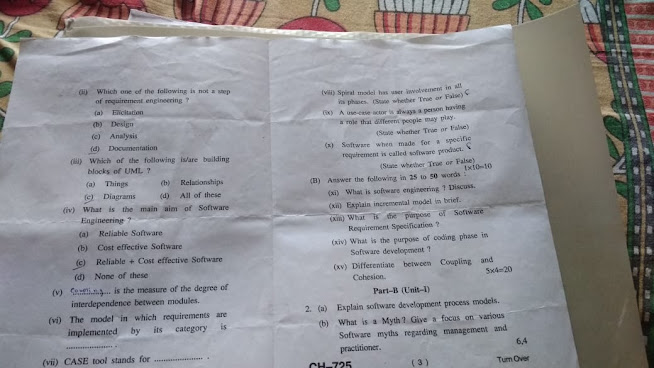 (ii) Which one of the following is not a step
of requirement engineering ?
(a) Elicitation
(b) Design
(c) Analysis
(d) Documentation
(iii) Which of the following is/are building
blocks of UML ?
(a) Things (b) Relationships
(c) Diagrams (d) All of these
(iv) What is the main aim of Software
Engineering ?
(a) Reliable Software
(b) Cost effective Software
(c) Reliable + Cost effective Software
(d) None of these
(v) ........ is the measure of the degree of
interdependence between modules.
(vi) The model in which requirements are
implemented by its category is
.................... .
(vii) CASE tool stands for .................... .
(viii) Spiral model has user involvement in all
its phases. (State whether True or False)
(ix) A use-case actor is always a person having
a role that different people may play.
(State whether True or False)
(x) Software when made for a specific
requirement is called software product.
(State whether True or False)
1x10=10
(B) Answer the following in 25 to 50 words :
(xi) What is software engineering ? Discuss.
(xii) Explain incremental model in brief.
(xiii) What is the purpose of Software
Requirement Specification ?
(xiv) What is the purpose of coding phase in
Software development ?
(xv) Differentiate between Coupling and
Cohesion. 5x4=20
Part-B (Unit-I)
2. (a) Explain software development process models.
(b) What is a Myth ? Give a focus on various
Software myths regarding management and
practitioner. 6,4
CH-725 ( 3 ) Turn Over